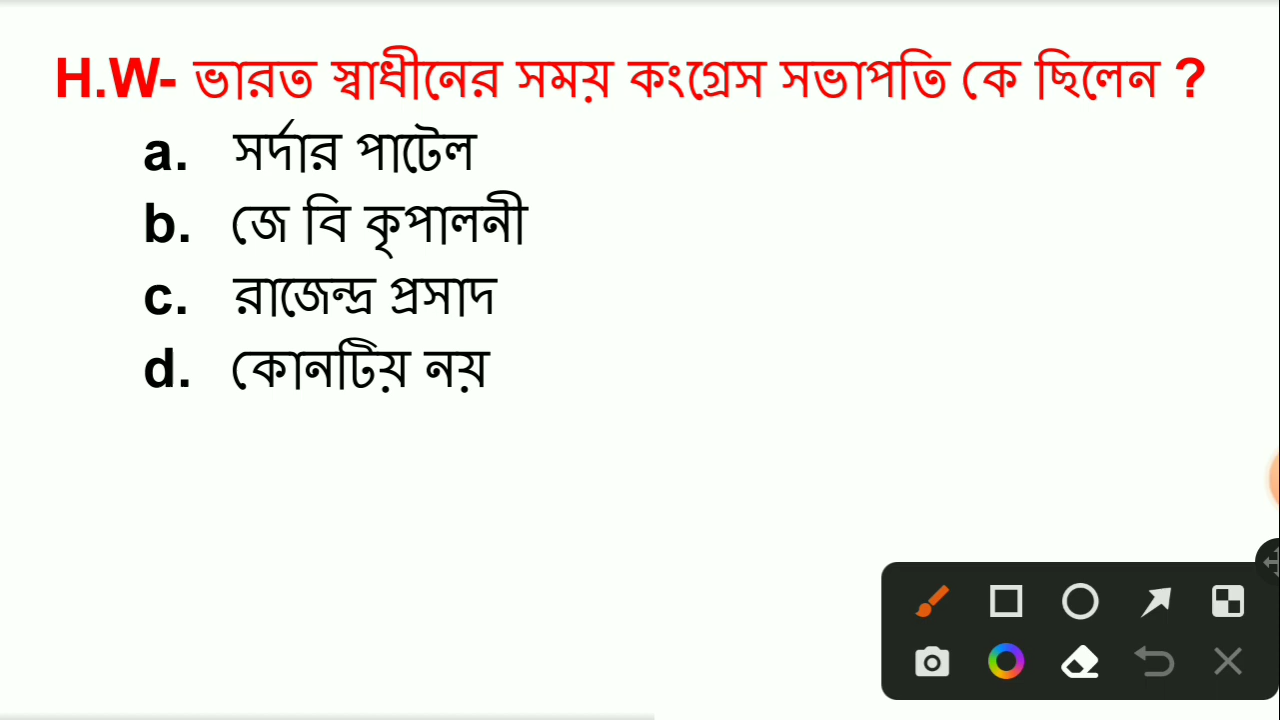 H.W- ভারত স্বাধীনের সময় কংগ্রেস সভাপতি কে ছিলেন ?
a. সর্দার পাটেল
b. জে বি কৃপালনী
c. রাজেন্দ্র প্রসাদ
d. কোনটিয় নয়